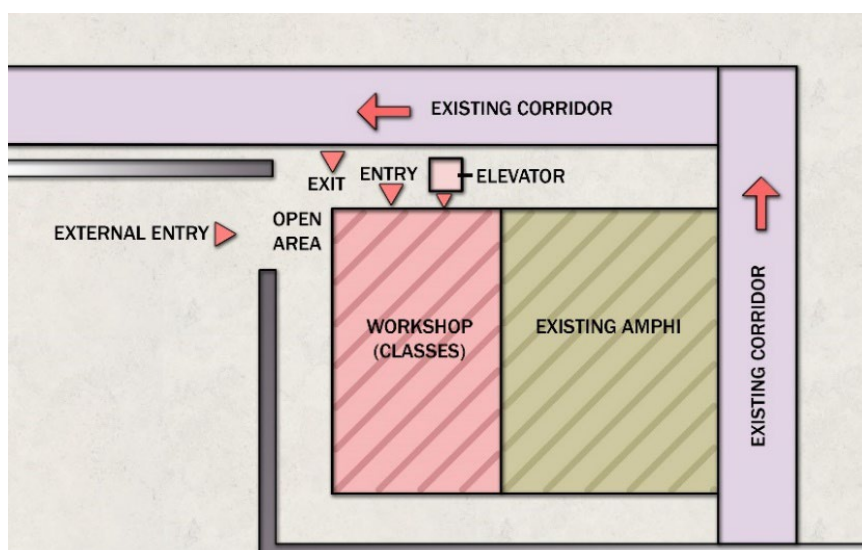 EXISTING CORRIDOR
EXIT
ENTRY
ELEVATOR
EXTERNAL ENTRY
OPEN
AREA
WORKSHOP
(CLASSES)
EXISTING AMPHI
EXISTING CORRIDOR